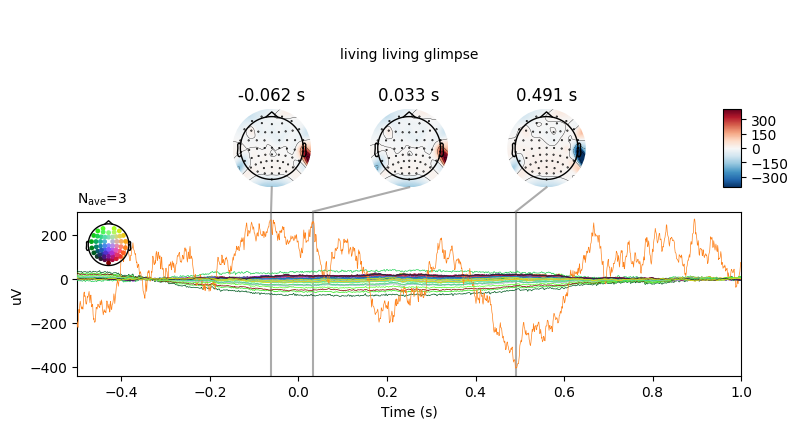 living living glimpse
-0.062 s 0.033 s 0.491 s
300
150
0
−150
−300
Nave=3
200
0
−200
−400
uV
−0.4 −0.2 0.0 0.2 0.4 0.6 0.8 1.0
Time (s)